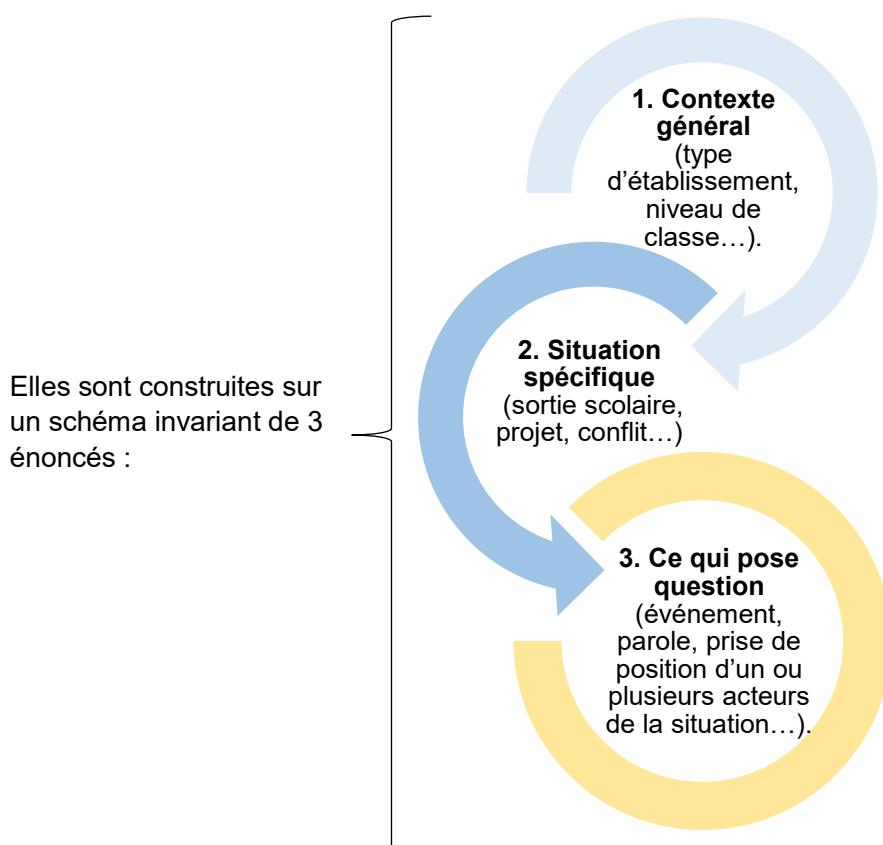 Elles sont construites sur
un schéma invariant de 3
énoncés :
1. Contexte
général
(type
d’établissement,
niveau de
classe…).
2. Situation
spécifique
(sortie scolaire,
projet, conflit…)
3. Ce qui pose
question
(événement,
parole, prise de
position d’un ou
plusieurs acteurs
de la situation…).